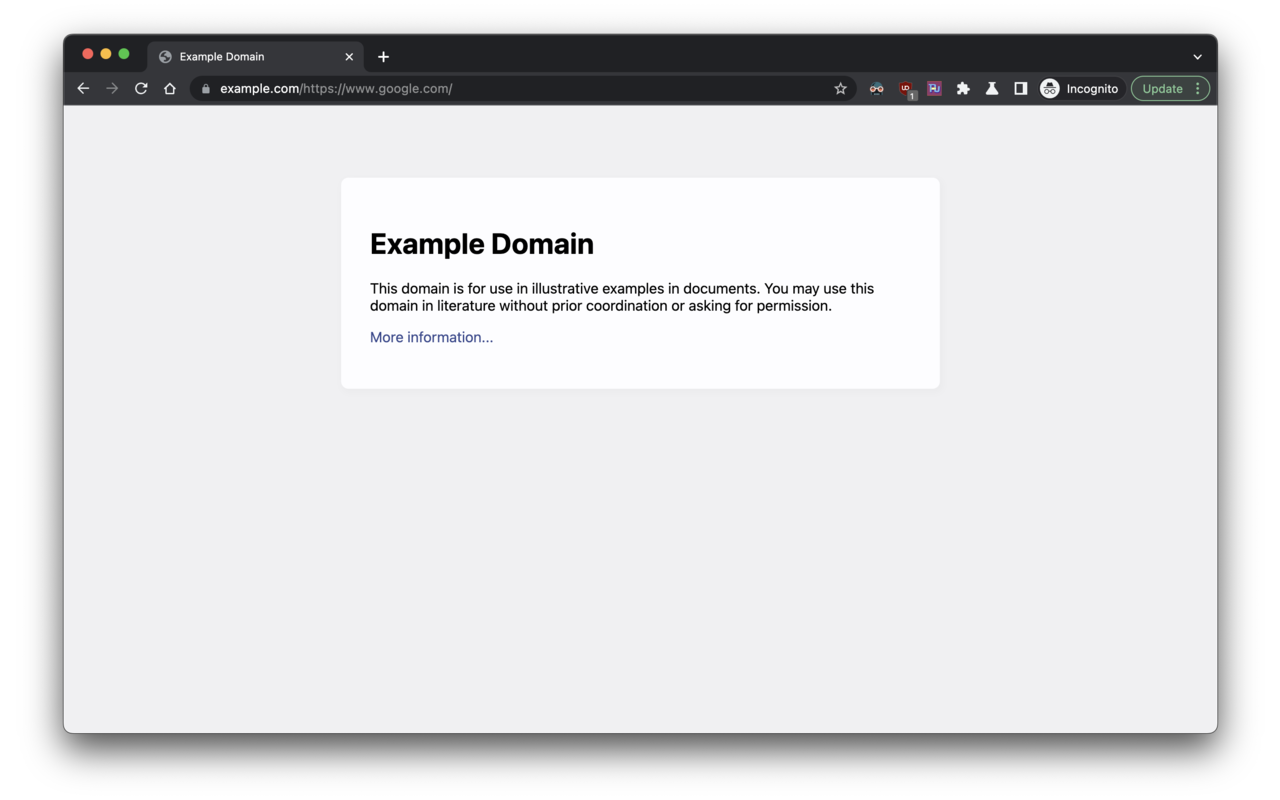 Example Domain
example.com/https://www.google.com/
1
Incognito
Update
Example Domain
This domain is for use in illustrative examples in documents. You may use this
domain in literature without prior coordination or asking for permission.
More information...